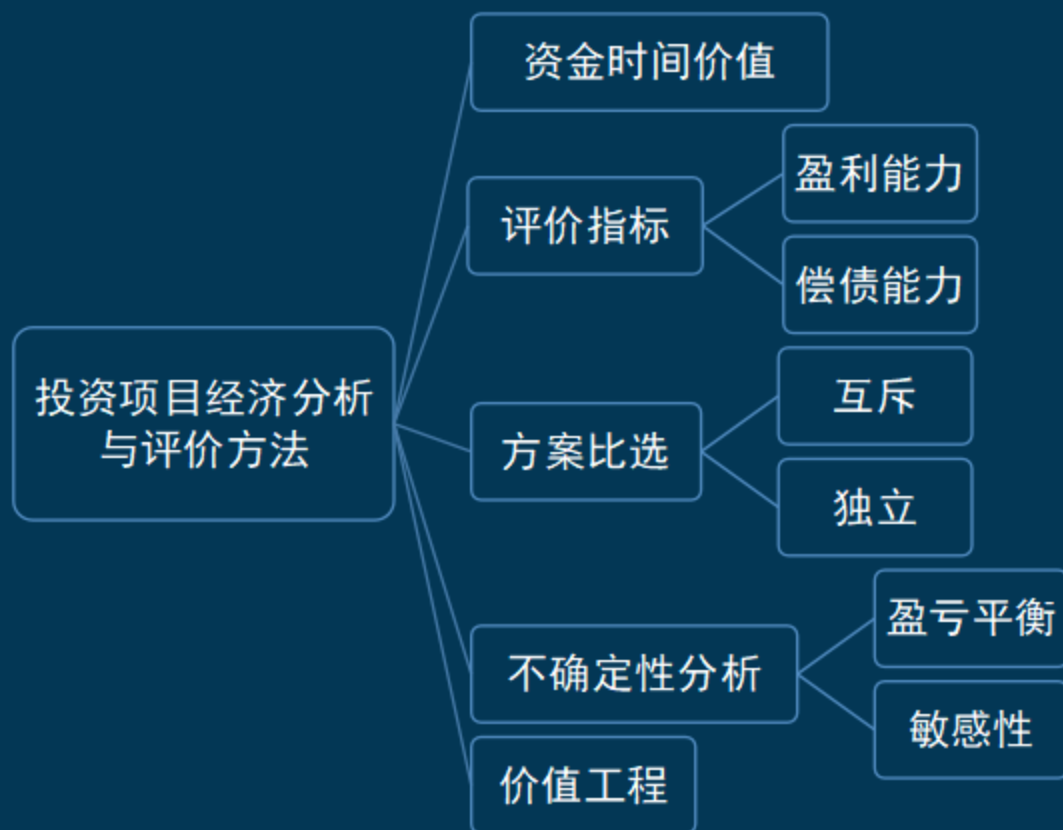 资金时间价值
评价指标
盈利能力
偿债能力
投资项目经济分析
与评价方法
方案比选
互斥
独立
不确定性分析
盈亏平衡
敏感性
价值工程